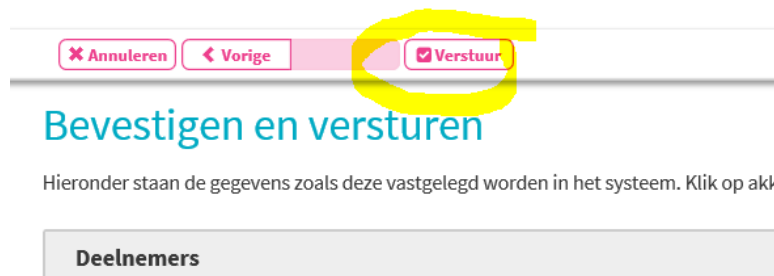 Annuleren Vorige Verstuur
Bevestigen en versturen
Hieronder staan de gegevens zoals deze vastgelegd worden in het systeem. Klik op
Deelnemers